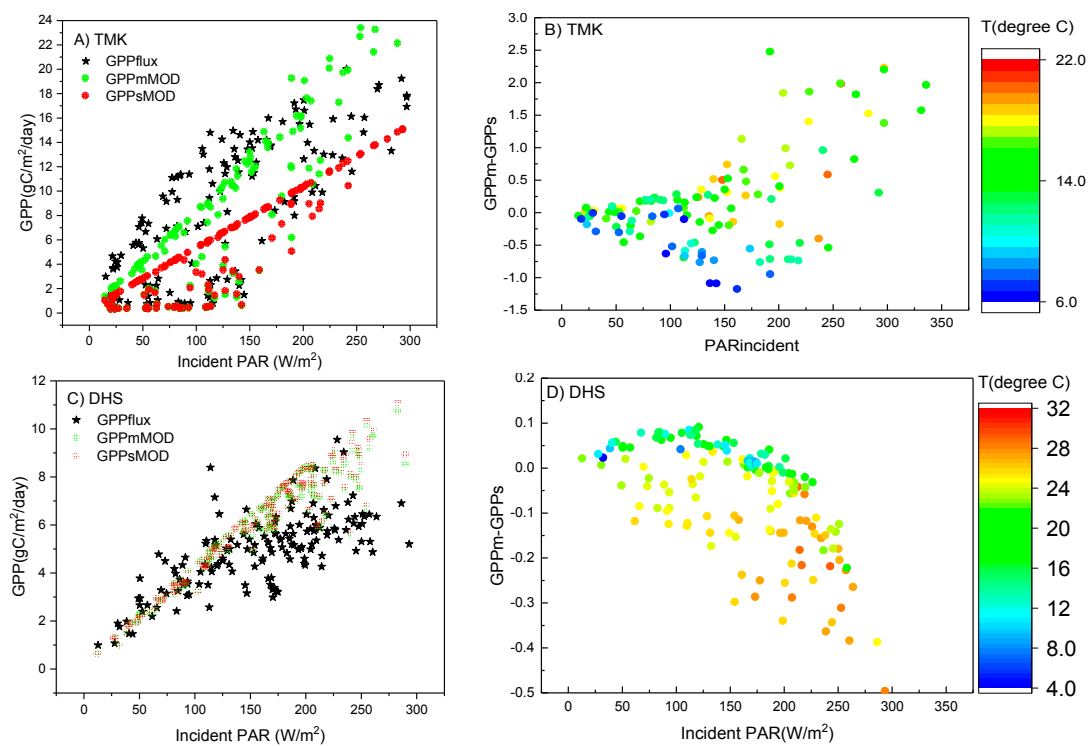 A) TMK
GPPflux
GPPmMOD
GPPsMOD
GPP(gC/m²/day)
24
22
20
18
16
14
12
10
8
6
4
2
0
0 50 100 150 200 250 300
Incident PAR (W/m²)
B) TMK
GPPm-GPPs
3.0
2.5
2.0
1.5
1.0
0.5
0.0
-0.5
-1.0
-1.5
0 50 100 150 200 250 300 350
PARincident
T(degree C)
22.0
14.0
6.0
C) DHS
GPPflux
GPPmMOD
GPPsMOD
GPP(gC/m²/day)
12
10
8
6
4
2
0
0 50 100 150 200 250 300
Incident PAR (W/m²)
D) DHS
GPPm-GPPs
0.2
0.1
0.0
-0.1
-0.2
-0.3
-0.4
-0.5
0 50 100 150 200 250 300 350
Incident PAR(W/m²)
T(degree C)
32
28
24
20
16
12
8.0
4.0